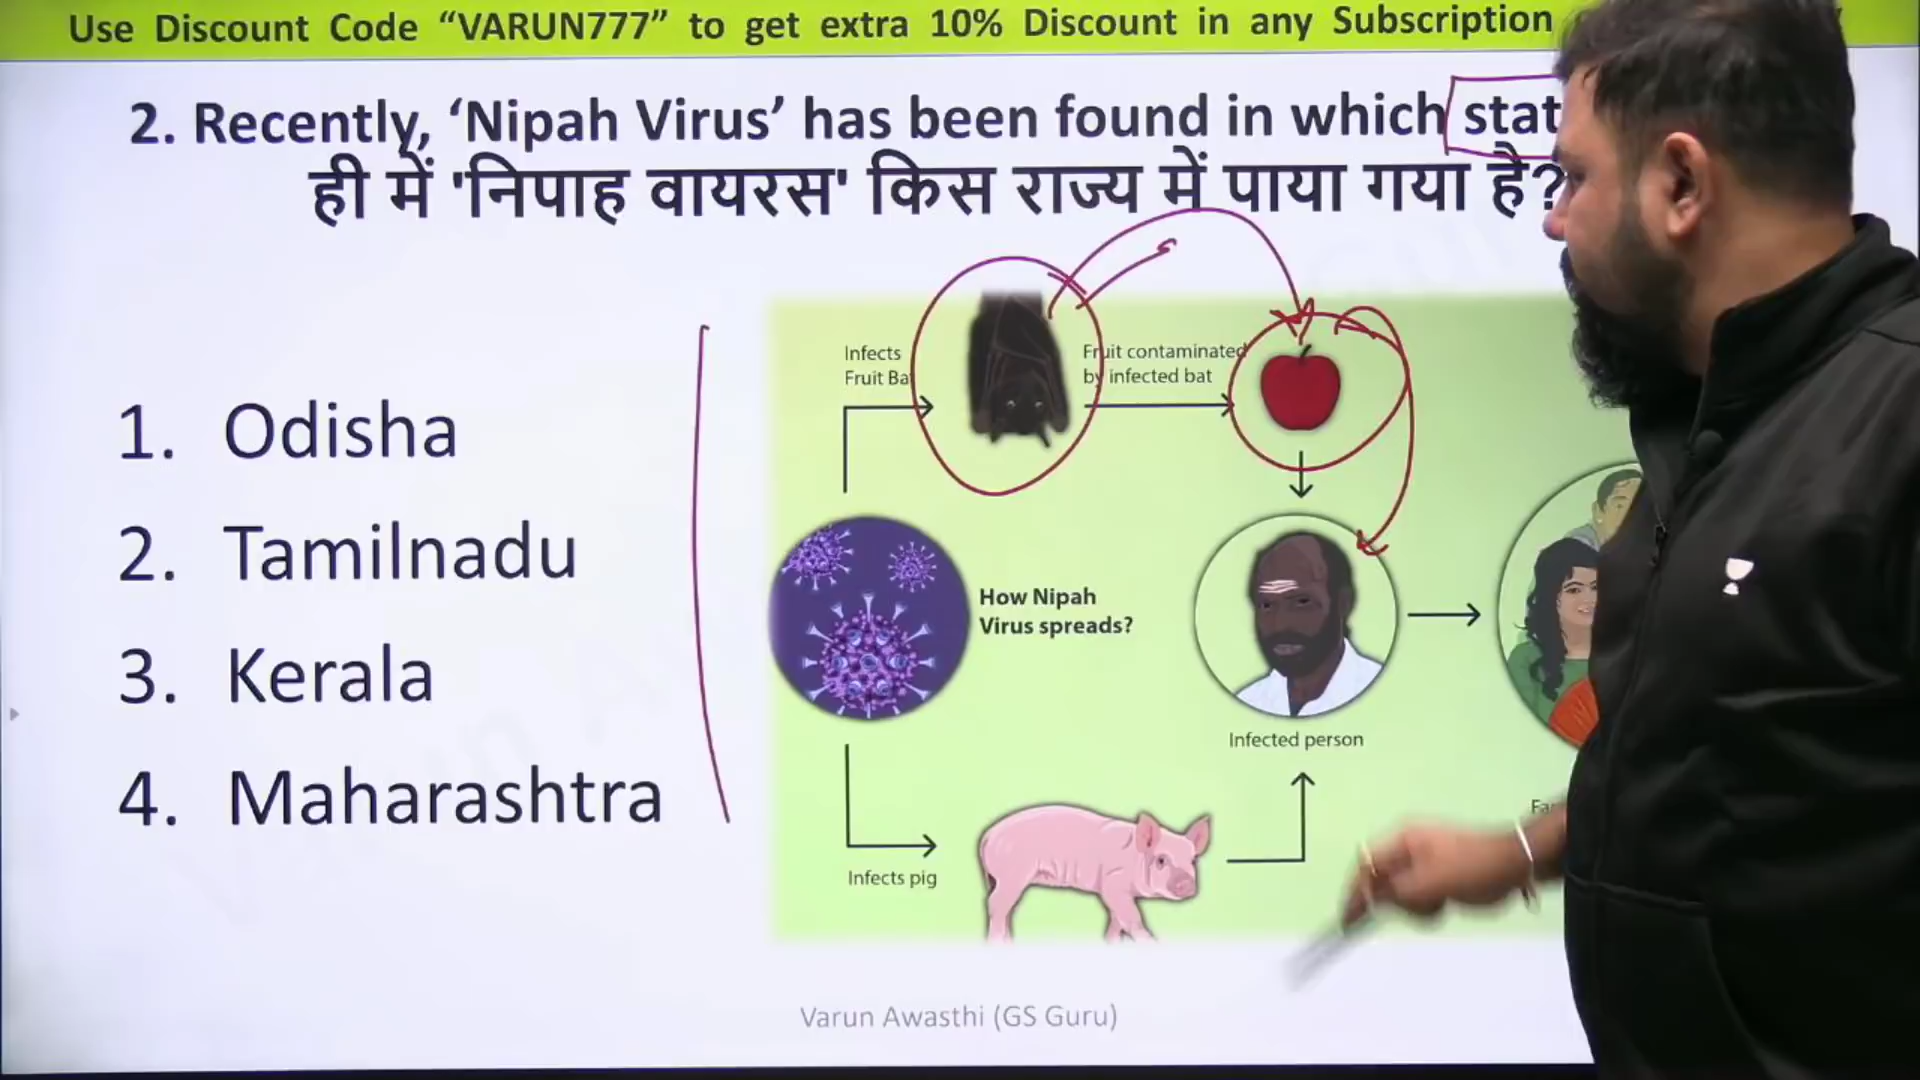 Use Discount Code “VARUN777” to get extra 10% Discount in any Subscription
2. Recently, ‘Nipah Virus’ has been found in which stat
ही में 'निपाह वायरस' किस राज्य में पाया गया है?
1. Odisha
2. Tamilnadu
3. Kerala
4. Maharashtra
Infects
Fruit Ba
Fruit contaminated
by infected bat
How Nipah
Virus spreads?
Infected person
Infects pig
Varun Awasthi (GS Guru)